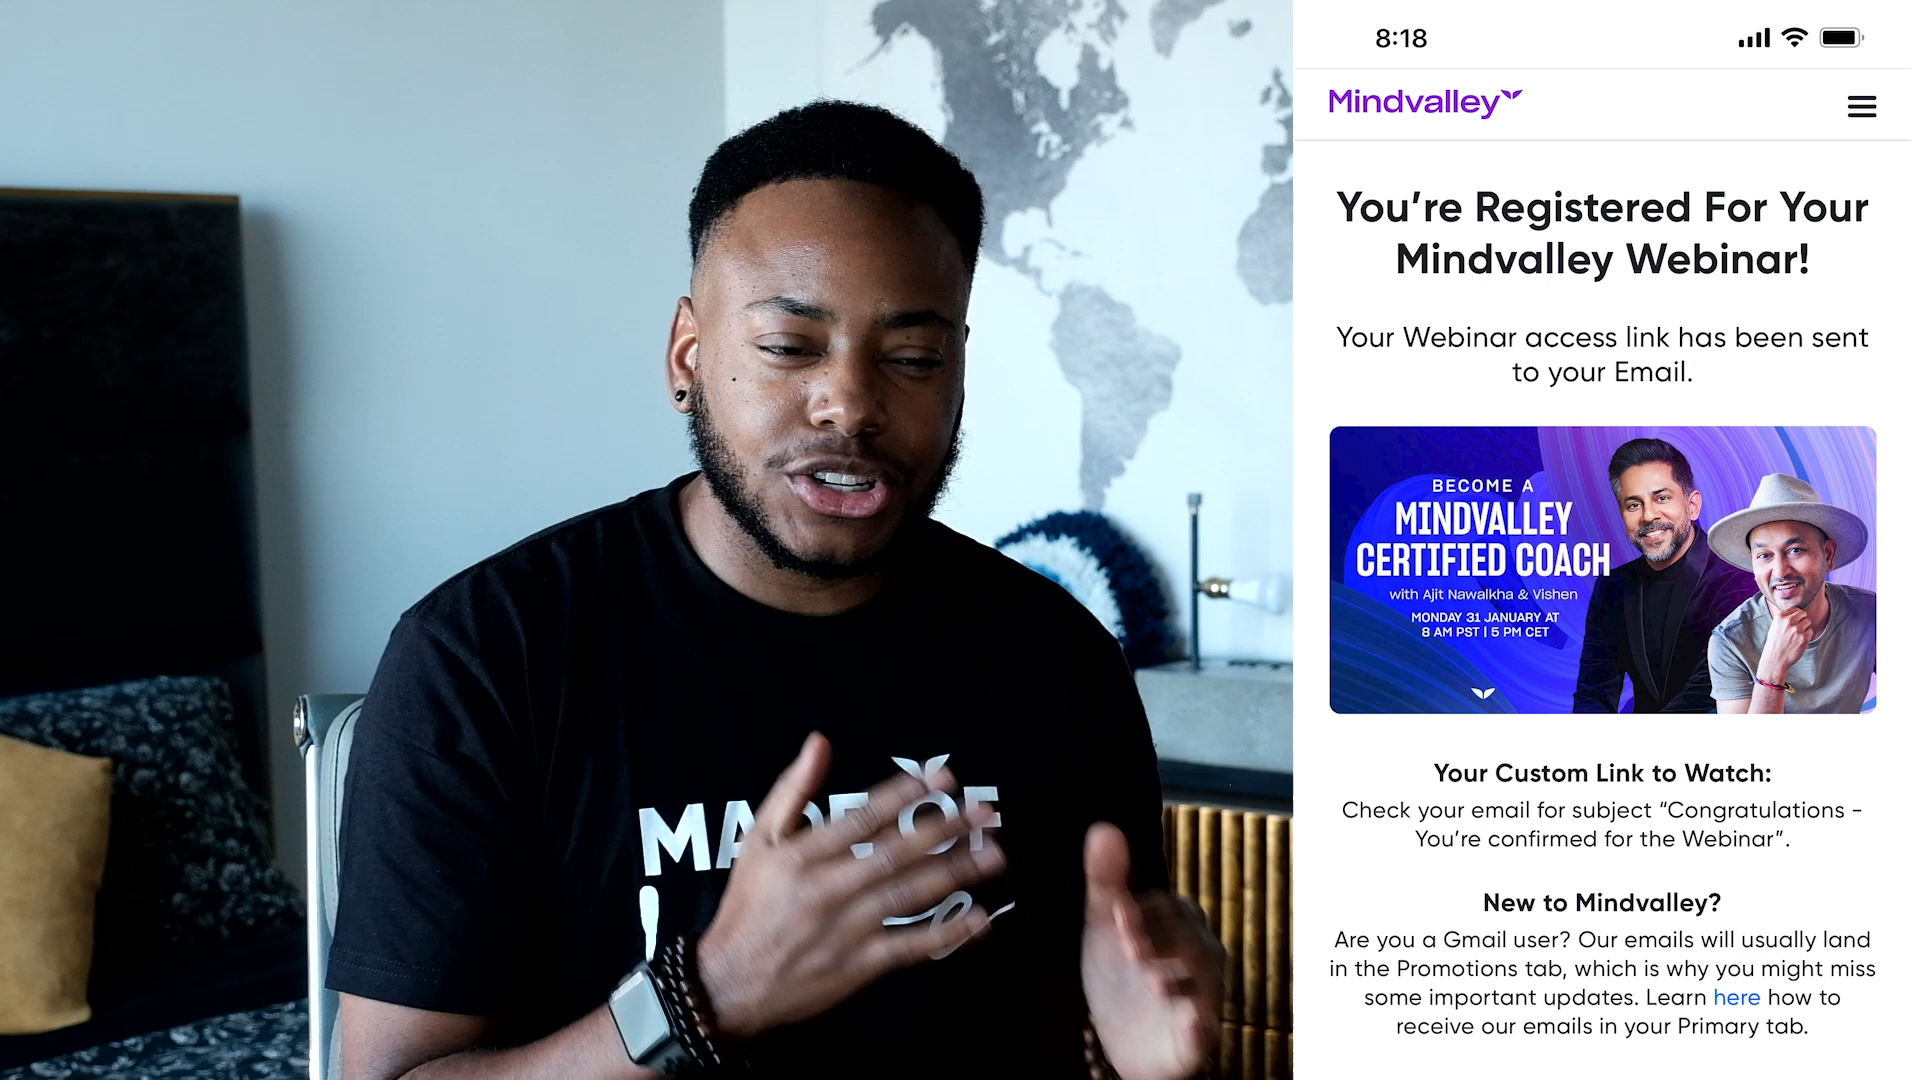 MADE OF
8:18
Mindvalley
You’re Registered For Your
Mindvalley Webinar!
Your Webinar access link has been sent
to your Email.
BECOME A
MINDVALLEY
CERTIFIED COACH
with Ajit Nawalkha & Vishen
MONDAY 31 JANUARY AT
8 AM PST | 5 PM CET
Your Custom Link to Watch:
Check your email for subject “Congratulations -
You’re confirmed for the Webinar”.
New to Mindvalley?
Are you a Gmail user? Our emails will usually land
in the Promotions tab, which is why you might miss
some important updates. Learn here how to
receive our emails in your Primary tab.